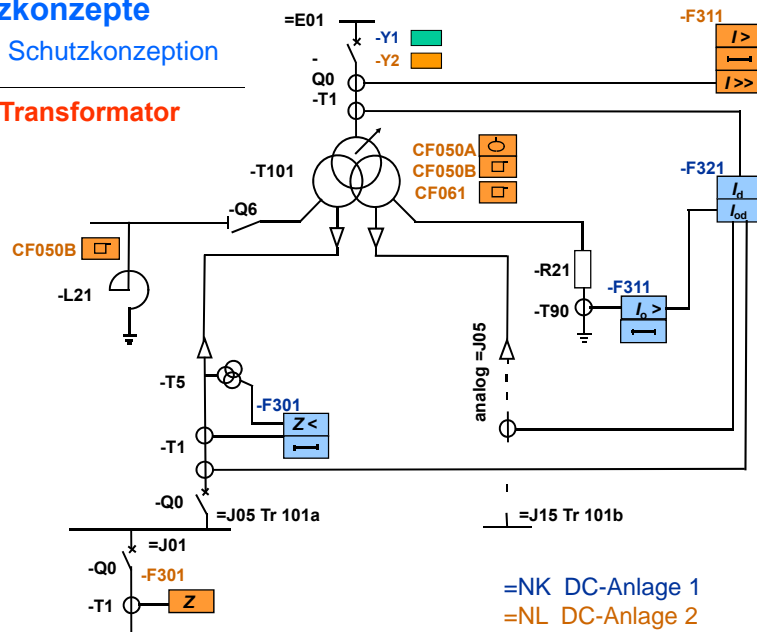 zkonzepte
Schutzkonzeption
Transformator
=E01
-Y1
-Y2
-
Q0
-T1
-F311
I >
I >>
-T101
CF050A
CF050B
CF061
-F321
Id
Iod
-Q6
CF050B
-L21
-R21
-T90
-F311
Io >
-T5
-F301
Z <
-T1
analog =J05
-Q0
=J05 Tr 101a
=J15 Tr 101b
=J01
-Q0
-F301
-T1
Z
=NK DC-Anlage 1
=NL DC-Anlage 2